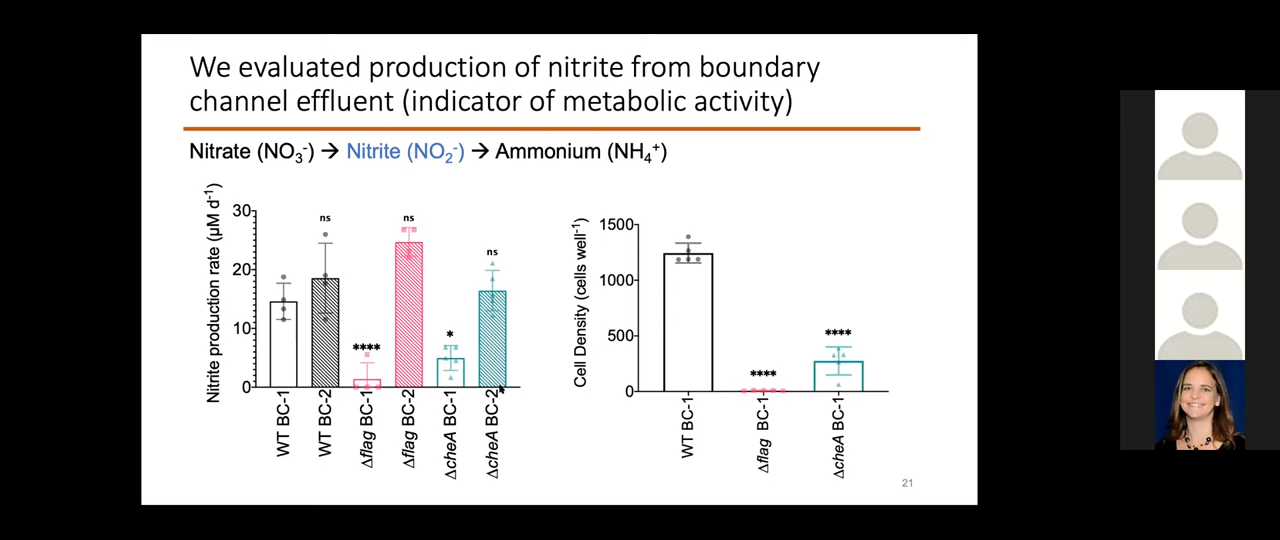 We evaluated production of nitrite from boundary
channel effluent (indicator of metabolic activity)
Nitrate (NO₃⁻) → Nitrite (NO₂⁻) → Ammonium (NH₄⁺)
Nitrite production rate (µM d⁻¹)
30
20
10
0
ns
ns
ns
****
*
WT BC-1
WT BC-2
Δflag BC-1
Δflag BC-2
ΔcheA BC-1
ΔcheA BC-2
Cell Density (cells well⁻¹)
1500
1000
500
0
****
****
WT BC-1
Δflag BC-1
ΔcheA BC-1
21